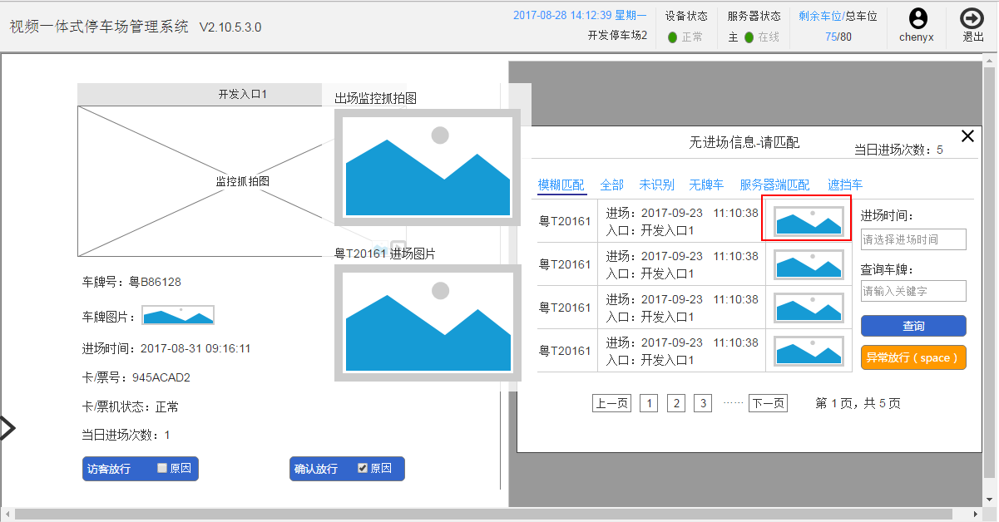 视频一体式停车场管理系统 V2.10.5.3.0
2017-08-28 14:12:39 星期一
开发停车场2
设备状态
正常
服务器状态
主 在线
剩余车位/总车位
75/80
chenyx
退出
开发入口1
监控抓拍图
出场监控抓拍图
粤T20161 进场图片
车牌号：粤B86128
车牌图片：
进场时间：2017-08-31 09:16:11
卡/票号：945ACAD2
卡/票机状态：正常
当日进场次数：1
访客放行 原因
确认放行 原因
无进场信息-请匹配
当日进场次数：5
模糊匹配 全部 未识别 无牌车 服务器端匹配 遮挡车
粤T20161
进场：2017-09-23 11:10:38
入口：开发入口1
粤T20161
进场：2017-09-23 11:10:38
入口：开发入口1
粤T20161
进场：2017-09-23 11:10:38
入口：开发入口1
粤T20161
进场：2017-09-23 11:10:38
入口：开发入口1
进场时间：
请选择进场时间
查询车牌：
请输入关键字
查询
异常放行（space）
上一页 1 2 3 …… 下一页 第 1 页，共 5 页